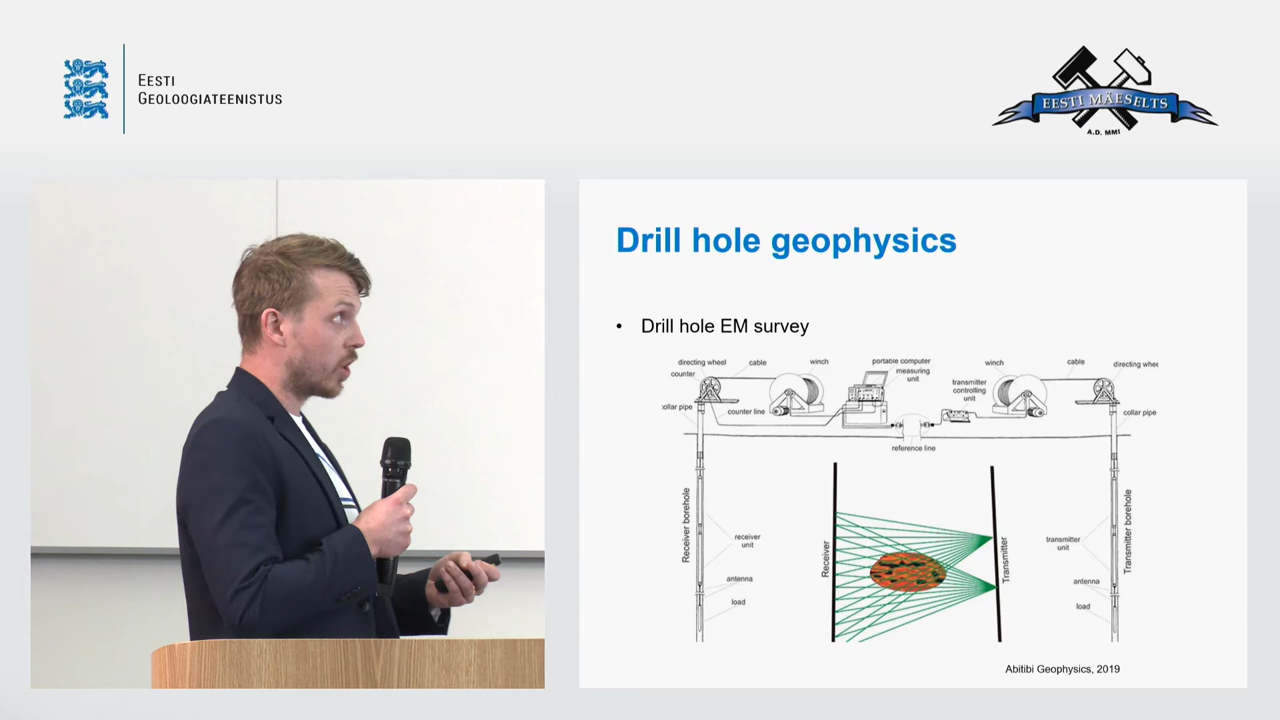 EESTI
GEOLOOGIATEENISTUS
EESTI MÄESELTS
A.D. MMI
Drill hole geophysics
• Drill hole EM survey
directing wheel
cable
winch
portable computer
measuring
unit
winch
cable
directing whee
counter
transmitter
controlling
unit
collar pipe
counter line
collar pipe
reference line
Receiver borehole
receiver
unit
antenna
load
Receiver
Transmitter
transmitter
unit
antenna
load
Transmitter borehole
Abitibi Geophysics, 2019